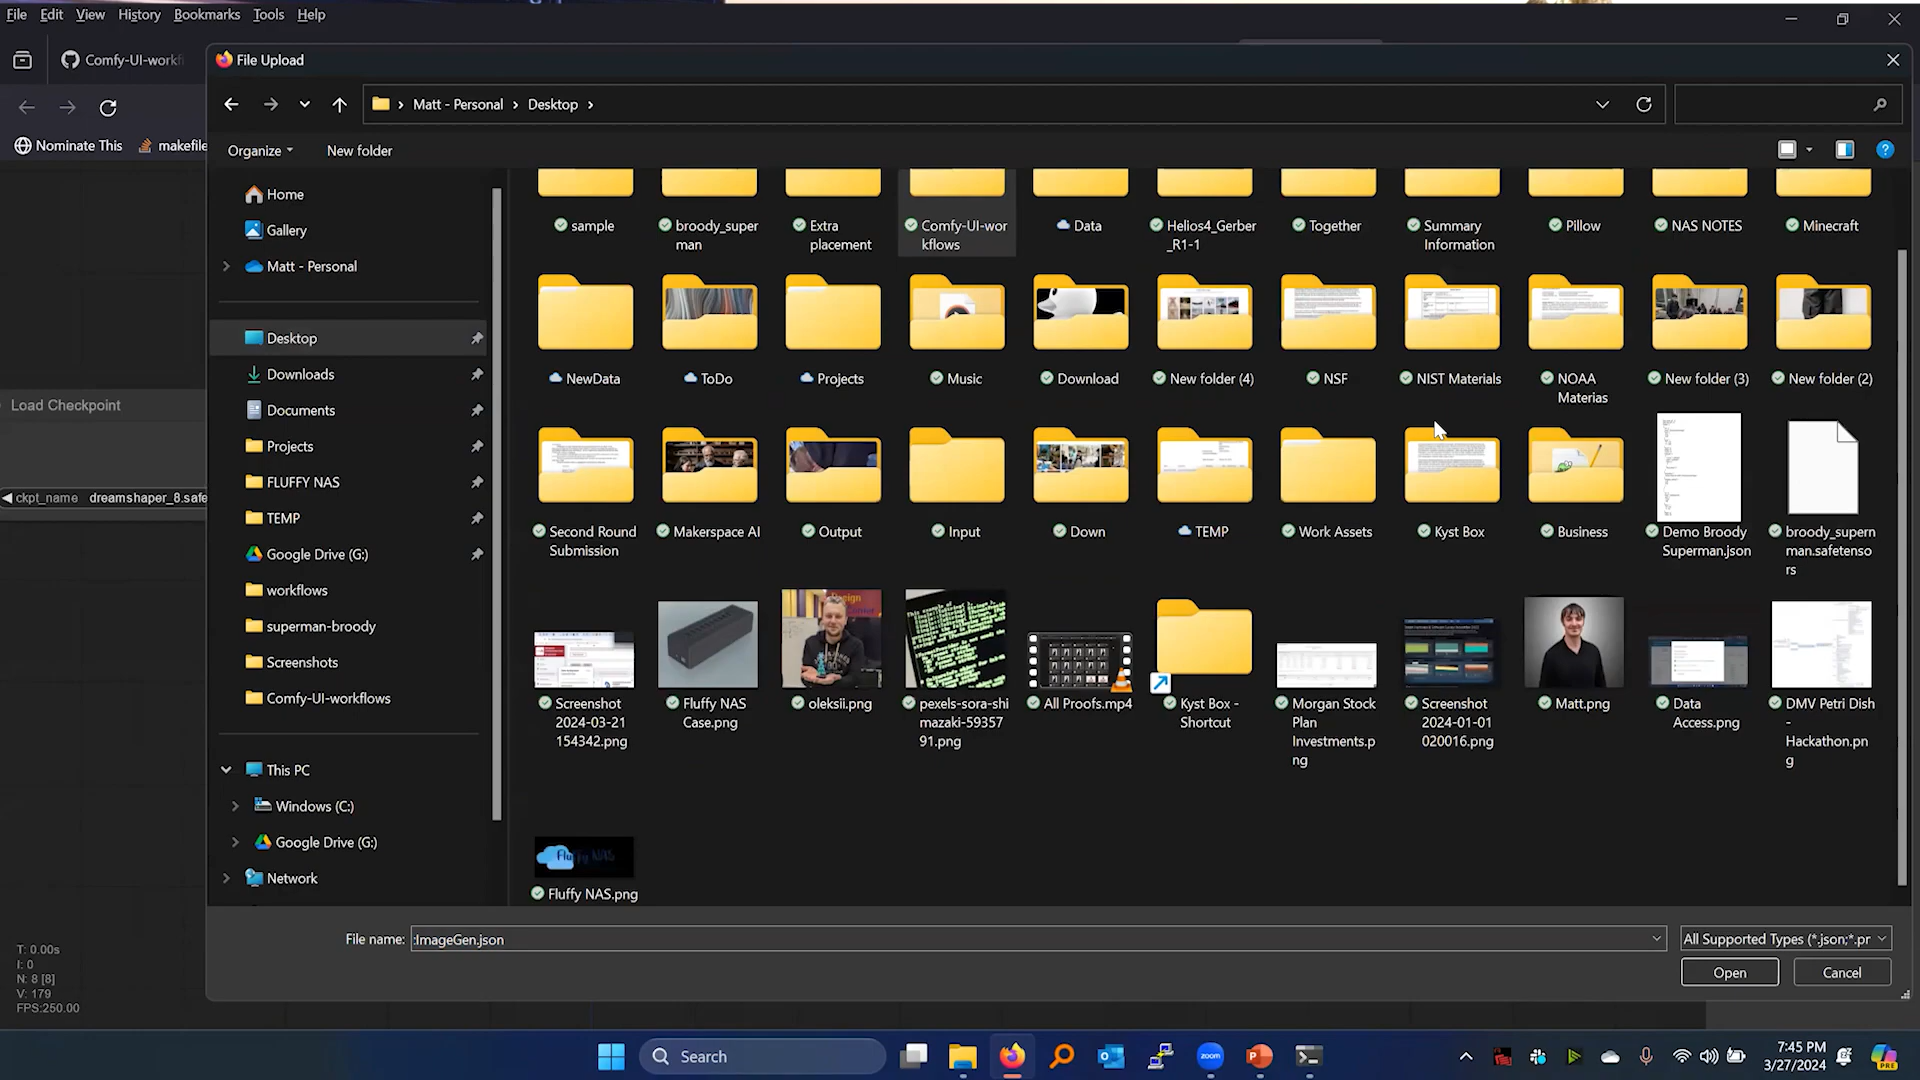 File Edit View History Bookmarks Tools Help
Comfy-UI-workf
File Upload
Matt - Personal > Desktop >
Nominate This makefile
Organize New folder
Home
Gallery
Matt - Personal
Desktop
Downloads
Documents
Projects
FLUFFY NAS
TEMP
Google Drive (G:)
workflows
superman-broody
Screenshots
Comfy-UI-workflows
This PC
Windows (C:)
Google Drive (G:)
Network
Load Checkpoint
ckpt_name dreamshaper_8.safe
sample
broody_super
man
Extra
placement
Comfy-UI-wor
kflows
Data
Helios4_Gerber
_R1-1
Together
Summary
Information
Pillow
NAS NOTES
Minecraft
NewData
ToDo
Projects
Music
Download
New folder (4)
NSF
NIST Materials
NOAA
Materias
New folder (3)
New folder (2)
Second Round
Submission
Makerspace AI
Output
Input
Down
TEMP
Work Assets
Kyst Box
Business
Demo Broody
Superman.json
broody_supern
man.safetenso
rs
Screenshot
2024-03-21
154342.png
Fluffy NAS
Case.png
oleksii.png
pexels-sora-shi
mazaki-59357
91.png
All Proofs.mp4
Kyst Box -
Shortcut
Morgan Stock
Plan
Investments.p
ng
Screenshot
2024-01-01
020016.png
Matt.png
Data
Access.png
DMV Petri Dish
-
Hackathon.pn
g
Fluffy NAS
Fluffy NAS.png
T: 0.00s
I: 0
N: 8 [8]
V: 179
FPS:250.00
File name: :ImageGen.json
All Supported Types (*.json;*.pr
Open Cancel
Search
zoom
7:45 PM
3/27/2024
PRE